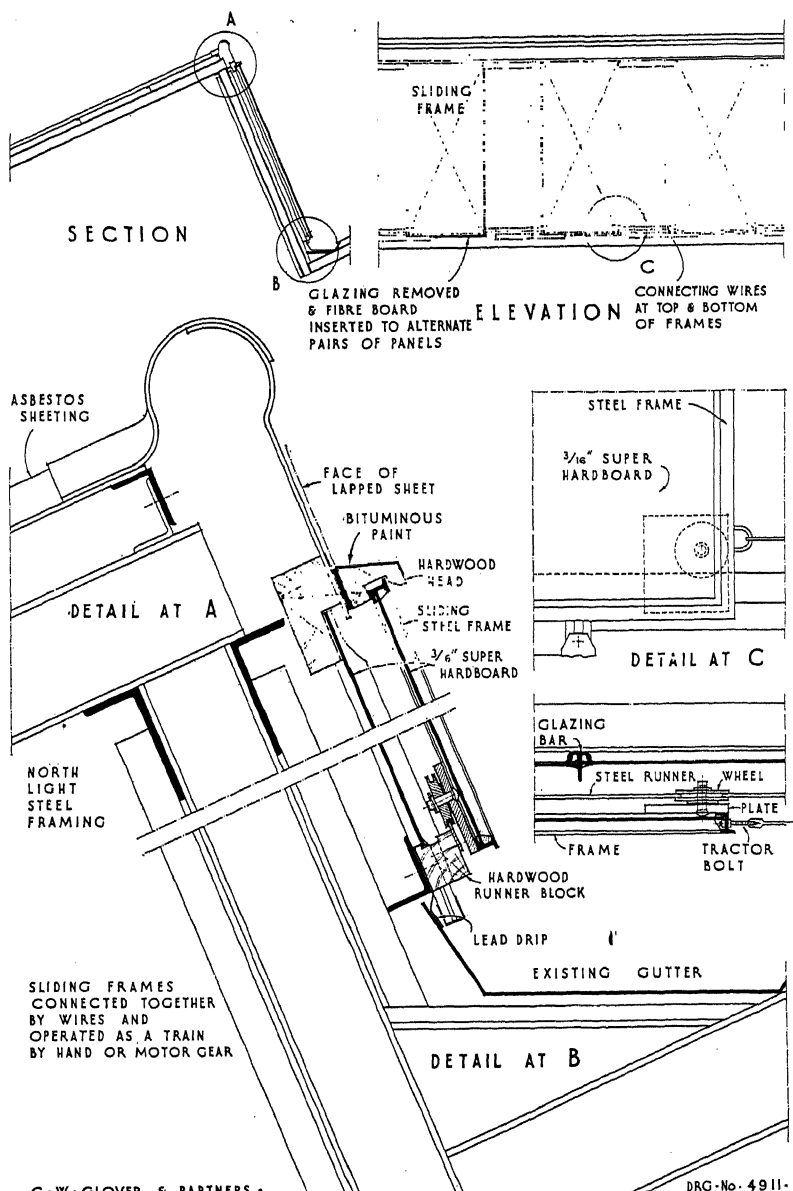 A
SECTION
B
SLIDING
FRAME
C
GLAZING REMOVED
& FIBRE BOARD
INSERTED TO ALTERNATE
PAIRS OF PANELS
ELEVATION
CONNECTING WIRES
AT TOP & BOTTOM
OF FRAMES
ASBESTOS
SHEETING
FACE OF
LAPPED SHEET
BITUMINOUS
PAINT
HARDWOOD
HEAD
DETAIL AT A
SLIDING
STEEL FRAME
3/6" SUPER
HARDBOARD
STEEL FRAME
3/16" SUPER
HARDBOARD
DETAIL AT C
GLAZING
BAR
STEEL RUNNER
WHEEL
PLATE
FRAME
TRACTOR
BOLT
NORTH
LIGHT
STEEL
FRAMING
HARDWOOD
RUNNER BLOCK
LEAD DRIP
EXISTING GUTTER
SLIDING FRAMES
CONNECTED TOGETHER
BY WIRES AND
OPERATED AS A TRAIN
BY HAND OR MOTOR GEAR
DETAIL AT B
G·W·GLOVER & PARTNERS·
DRG·No·4911·